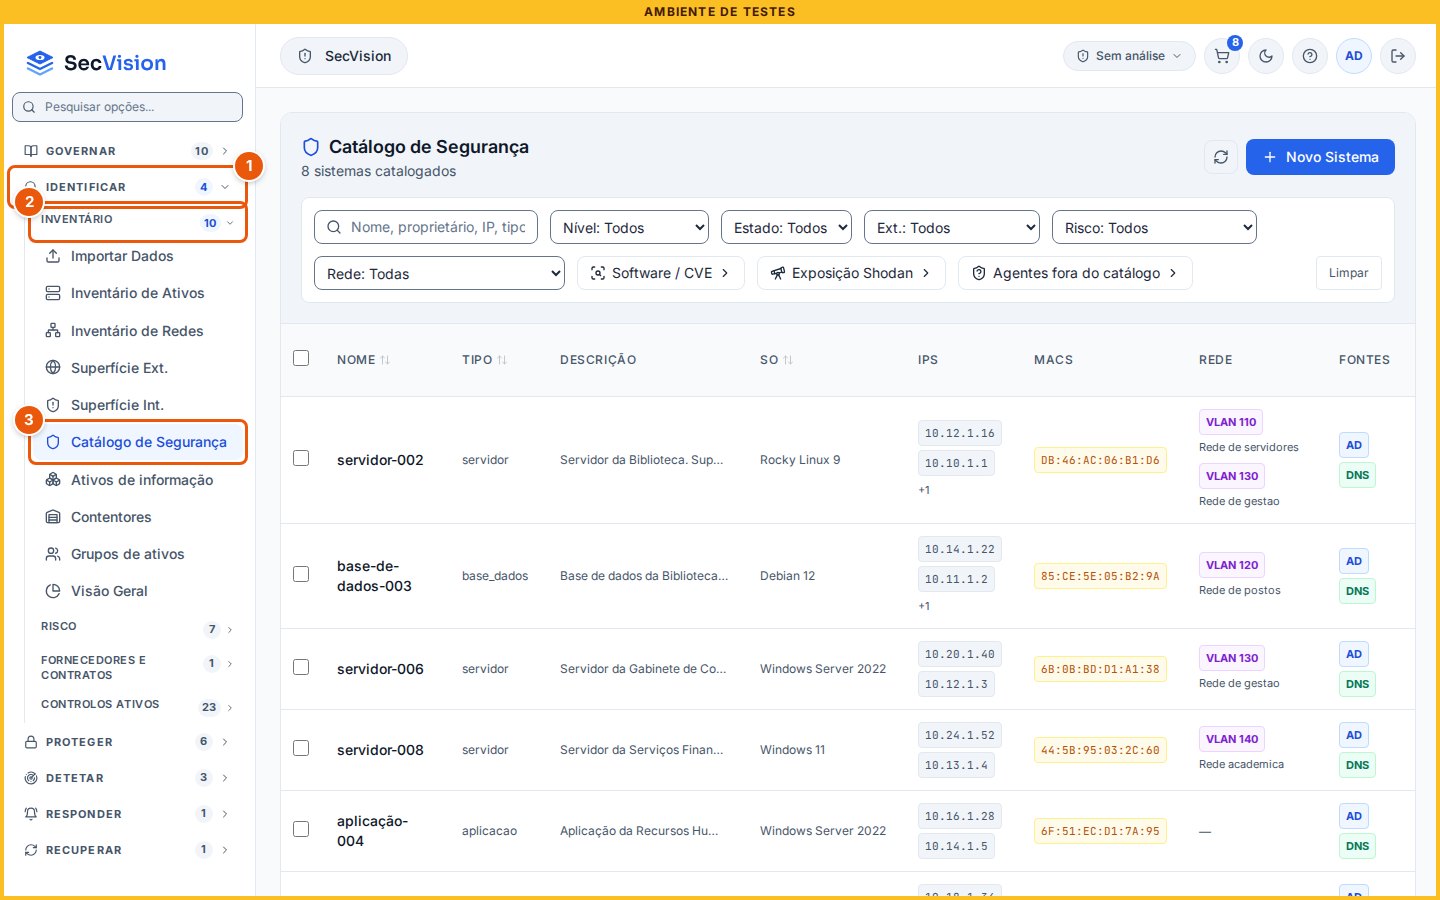 AMBIENTE DE TESTES
SecVision
Pesquisar opções...
GOVERNAR 10
1
IDENTIFICAR 4
2
INVENTÁRIO 10
Importar Dados
Inventário de Ativos
Inventário de Redes
Superfície Ext.
Superfície Int.
3
Catálogo de Segurança
Ativos de informação
Contentores
Grupos de ativos
Visão Geral
RISCO 7
FORNECEDORES E CONTRATOS 1
CONTROLOS ATIVOS 23
PROTEGER 6
DETETAR 3
RESPONDER 1
RECUPERAR 1
SecVision
Sem análise
8
AD
Catálogo de Segurança
8 sistemas catalogados
Novo Sistema
Nome, proprietário, IP, tipc
Nível: Todos
Estado: Todos
Ext.: Todos
Risco: Todos
Rede: Todas
Software / CVE
Exposição Shodan
Agentes fora do catálogo
Limpar
NOME TIPO DESCRIÇÃO SO IPS MACS REDE FONTES
servidor-002 servidor Servidor da Biblioteca. Sup... Rocky Linux 9
10.12.1.16
10.10.1.1
+1
DB:46:AC:06:B1:D6
VLAN 110
Rede de servidores
VLAN 130
Rede de gestao
AD
DNS
base-de-
dados-003
base_dados Base de dados da Biblioteca... Debian 12
10.14.1.22
10.11.1.2
+1
85:CE:5E:05:B2:9A
VLAN 120
Rede de postos
AD
DNS
servidor-006 servidor Servidor da Gabinete de Co... Windows Server 2022
10.20.1.40
10.12.1.3
6B:0B:BD:D1:A1:38
VLAN 130
Rede de gestao
AD
DNS
servidor-008 servidor Servidor da Serviços Finan... Windows 11
10.24.1.52
10.13.1.4
44:5B:95:03:2C:60
VLAN 140
Rede academica
AD
DNS
aplicação-
004
aplicacao Aplicação da Recursos Hu... Windows Server 2022
10.16.1.28
10.14.1.5
6F:51:EC:D1:7A:95
—
AD
DNS